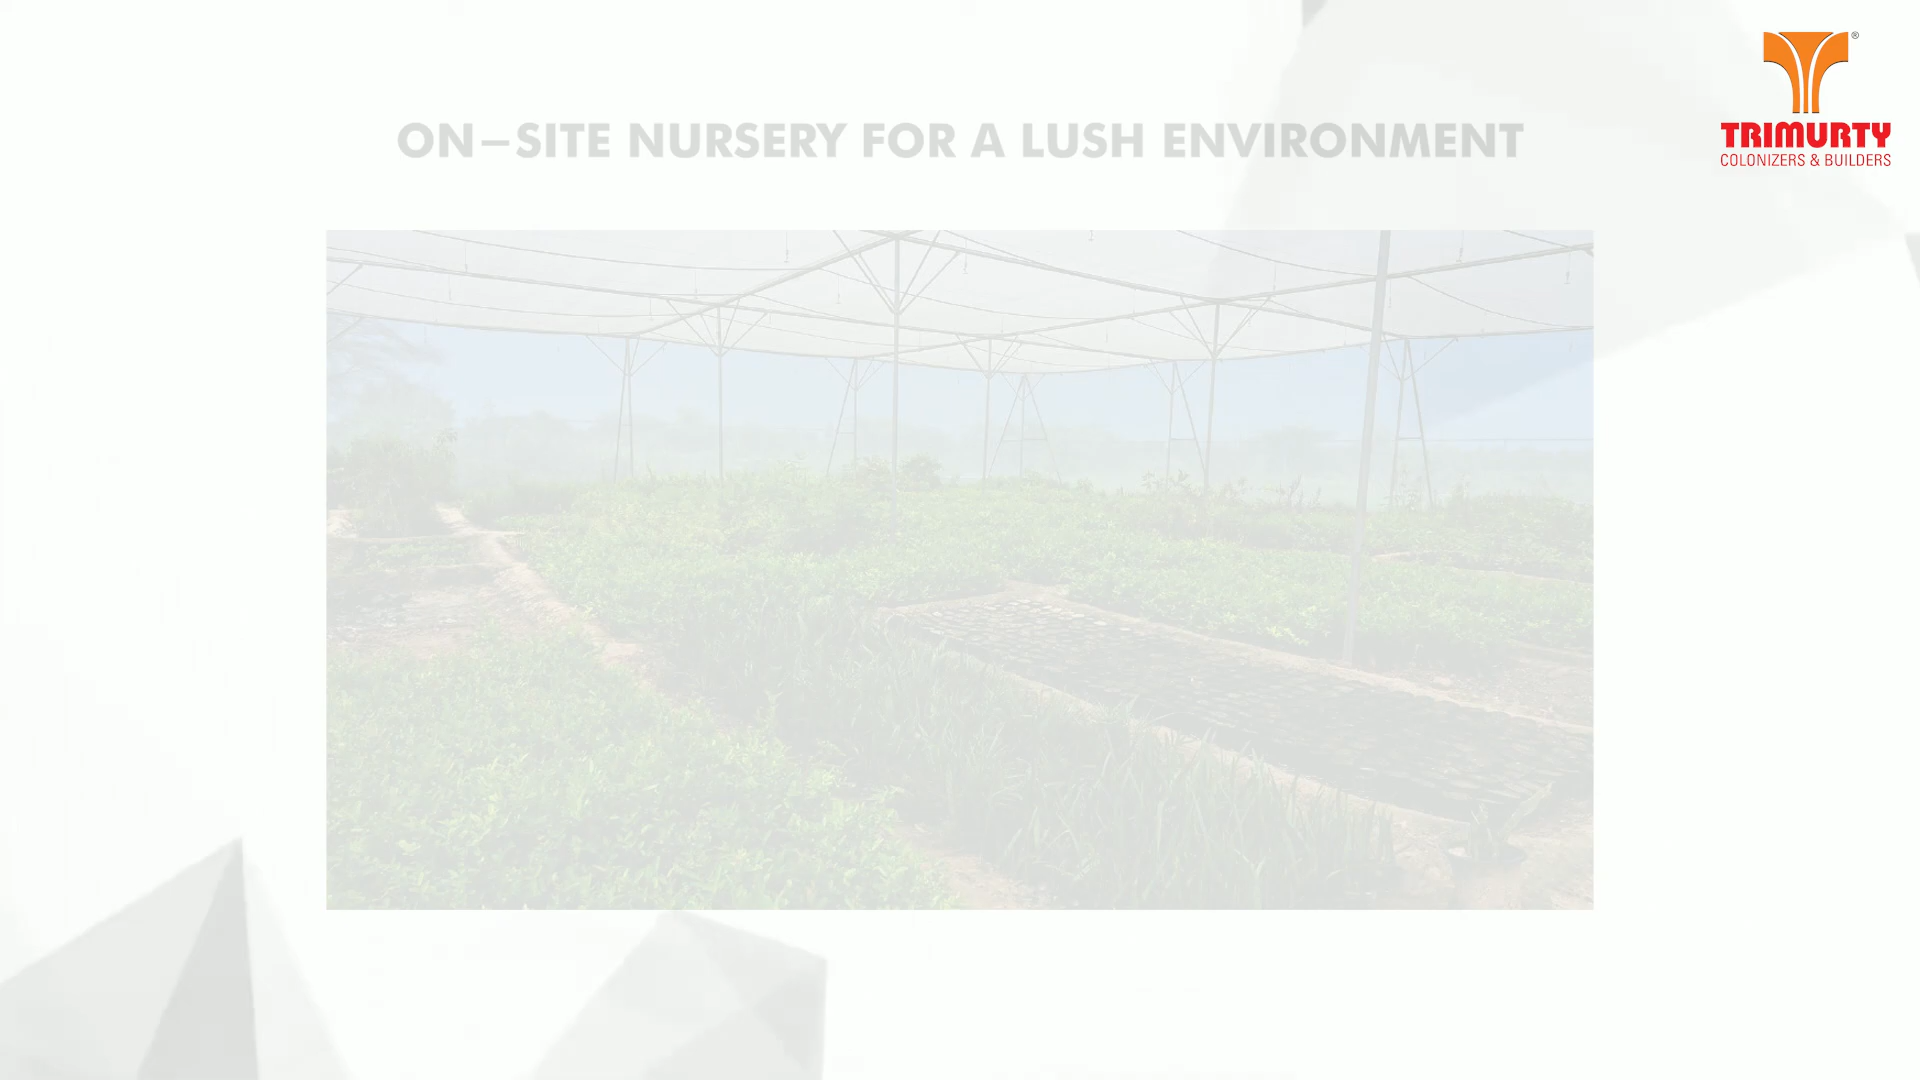 ON–SITE NURSERY FOR A LUSH ENVIRONMENT
®
TRIMURTY
COLONIZERS & BUILDERS